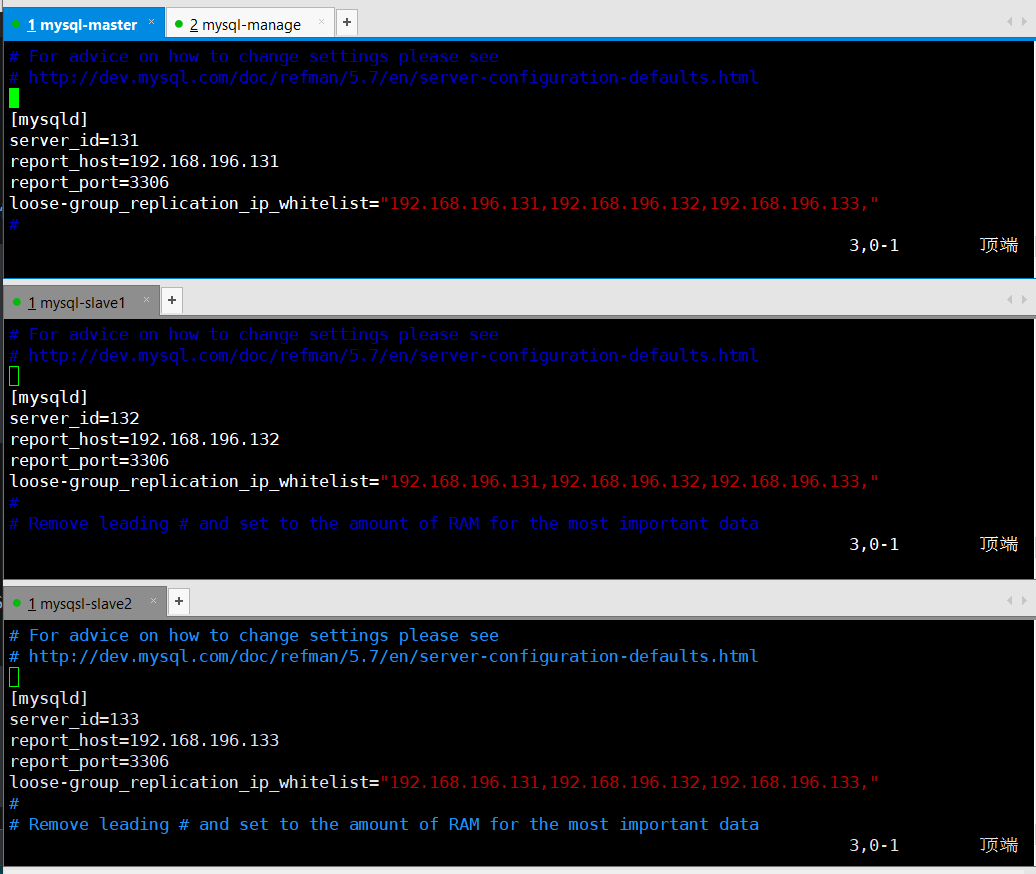 1 mysql-master × 2 mysql-manage × +
# For advice on how to change settings please see
# http://dev.mysql.com/doc/refman/5.7/en/server-configuration-defaults.html
[mysqld]
server_id=131
report_host=192.168.196.131
report_port=3306
loose-group_replication_ip_whitelist="192.168.196.131,192.168.196.132,192.168.196.133,"
#
3,0-1 顶端
1 mysql-slave1 × +
# For advice on how to change settings please see
# http://dev.mysql.com/doc/refman/5.7/en/server-configuration-defaults.html
[mysqld]
server_id=132
report_host=192.168.196.132
report_port=3306
loose-group_replication_ip_whitelist="192.168.196.131,192.168.196.132,192.168.196.133,"
#
# Remove leading # and set to the amount of RAM for the most important data
3,0-1 顶端
1 mysqsl-slave2 × +
# For advice on how to change settings please see
# http://dev.mysql.com/doc/refman/5.7/en/server-configuration-defaults.html
[mysqld]
server_id=133
report_host=192.168.196.133
report_port=3306
loose-group_replication_ip_whitelist="192.168.196.131,192.168.196.132,192.168.196.133,"
#
# Remove leading # and set to the amount of RAM for the most important data
3,0-1 顶端